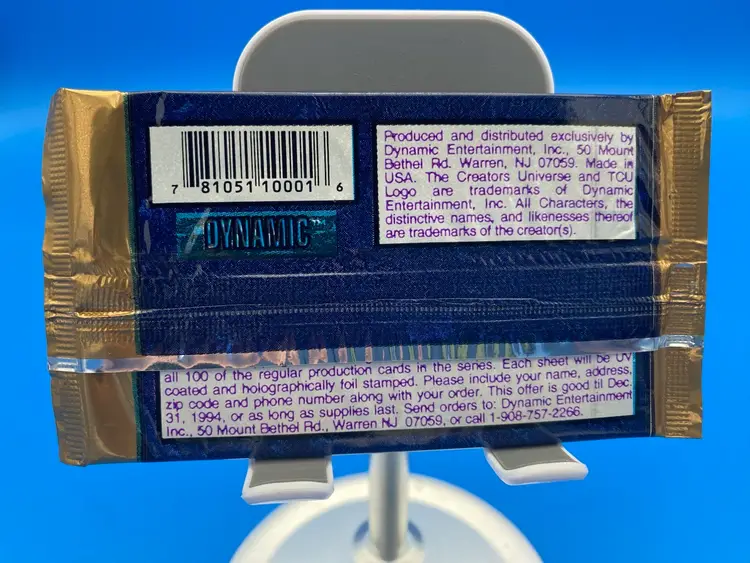 7 81051 10001 6
DYNAMIC™
Produced and distributed exclusively by
Dynamic Entertainment, Inc., 50 Mount
Bethel Rd. Warren, NJ 07059. Made in
USA. The Creators Universe and TCU
Logo are trademarks of Dynamic
Entertainment, Inc. All Characters, the
distinctive names, and likenesses thereof
are trademarks of the creator(s).
all 100 of the regular production cards in the series. Each sheet will be UV
coated and holographically foil stamped. Please include your name, address,
zip code and phone number along with your order. This offer is good til Dec.
31, 1994, or as long as supplies last. Send orders to: Dynamic Entertainment
Inc., 50 Mount Bethel Rd., Warren NJ 07059, or call 1-908-757-2266.